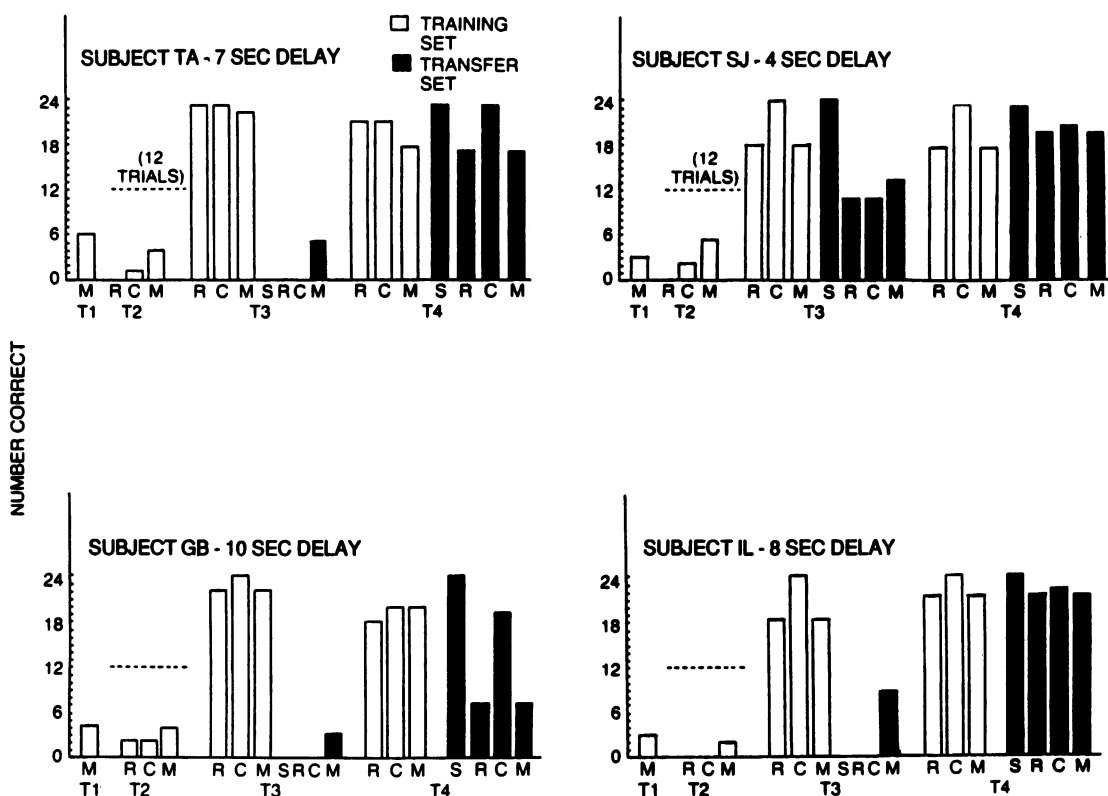 NUMBER CORRECT
TRAINING SET
TRANSFER SET
SUBJECT TA - 7 SEC DELAY
24
18
12
6
0
(12 TRIALS)
M R C M R C M S R C M R C M S R C M
T1 T2 T3 T4
SUBJECT SJ - 4 SEC DELAY
24
18
12
6
0
(12 TRIALS)
M R C M R C M S R C M R C M S R C M
T1 T2 T3 T4
SUBJECT GB - 10 SEC DELAY
24
18
12
6
0
M R C M R C M S R C M R C M S R C M
T1 T2 T3 T4
SUBJECT IL - 8 SEC DELAY
24
18
12
6
0
M R C M R C M S R C M R C M S R C M
T1 T2 T3 T4